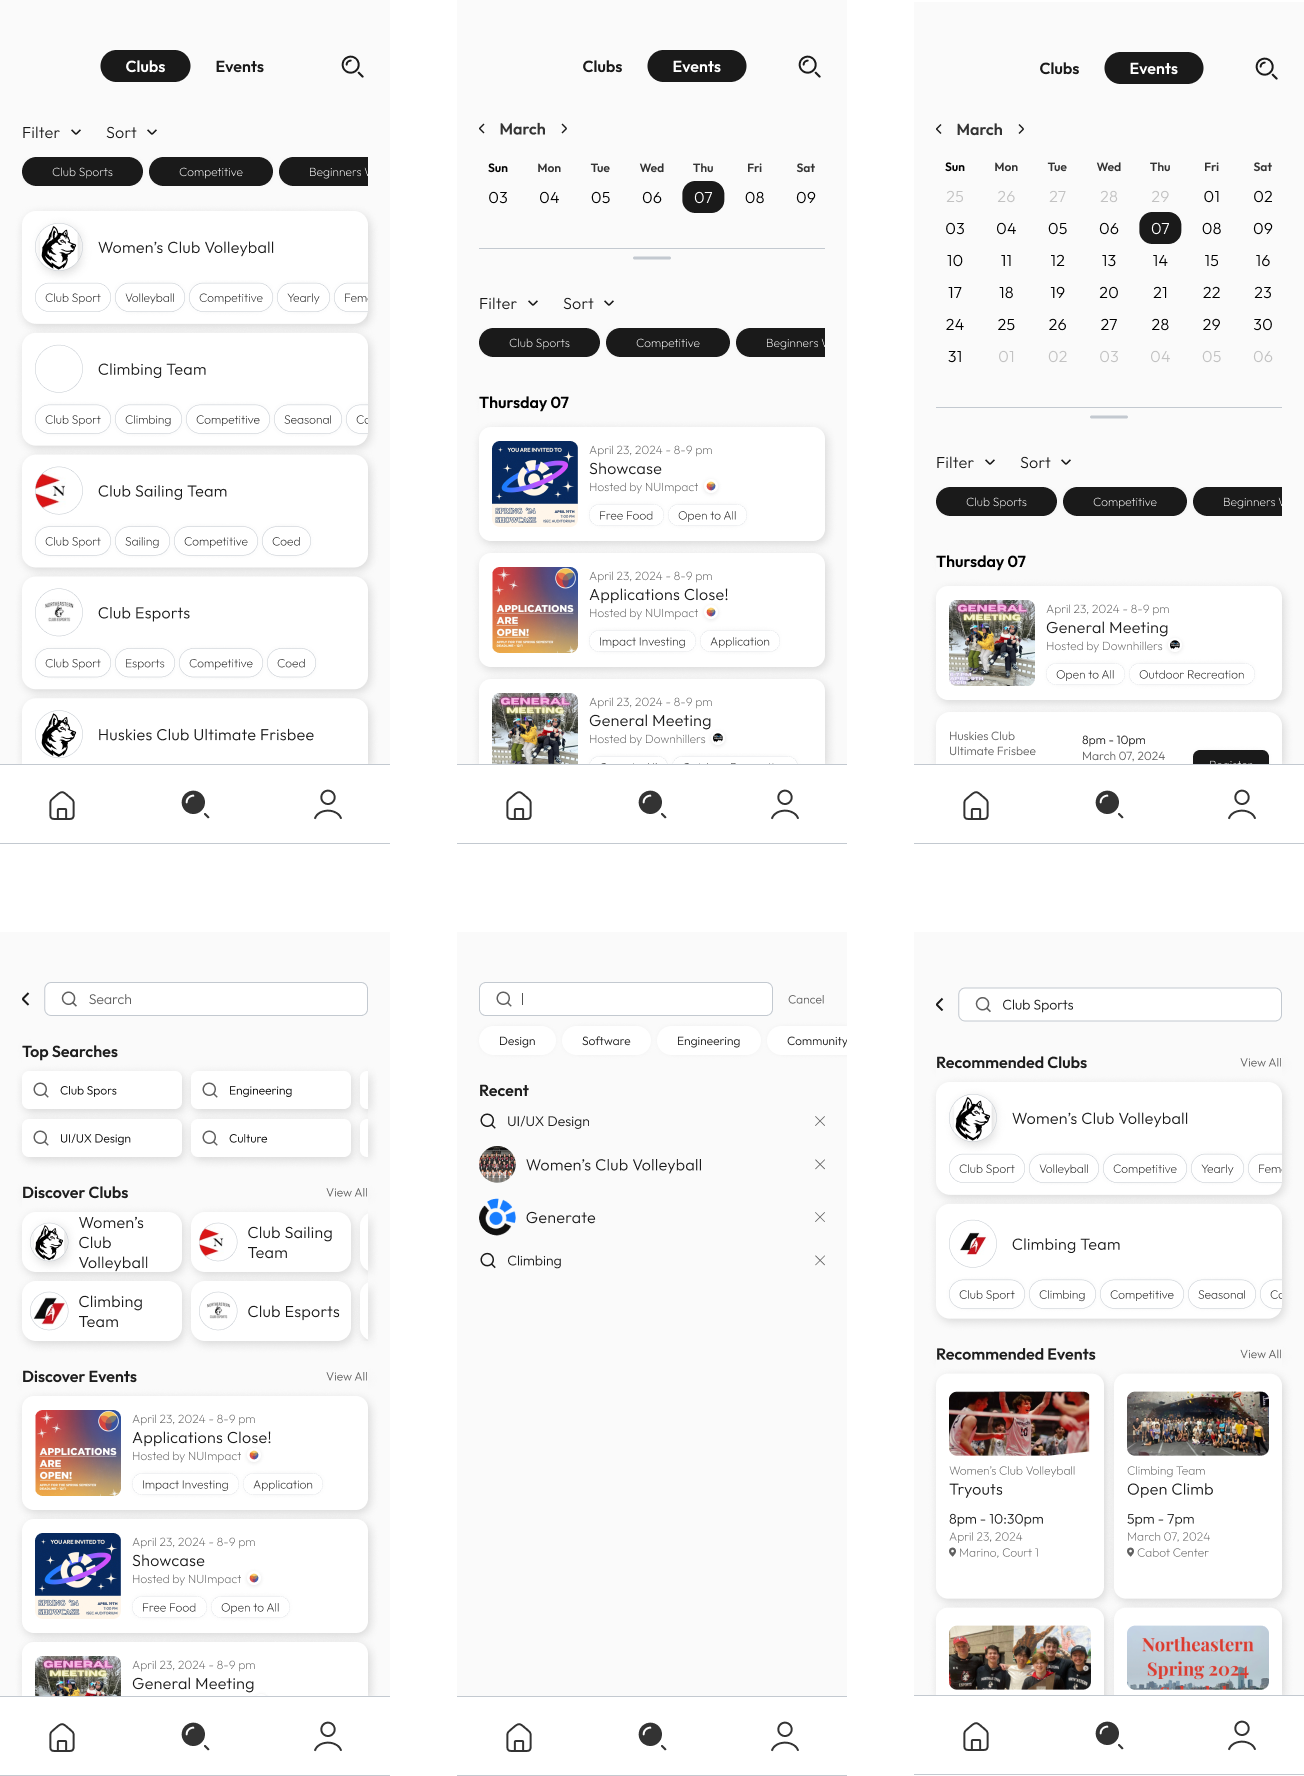 Clubs
Events
Filter
Sort
Club Sports
Competitive
Beginners
Women's Club Volleyball
Club Sport
Volleyball
Competitive
Yearly
Fem
Climbing Team
Club Sport
Climbing
Competitive
Seasonal
Co
N
Club Sailing Team
Club Sport
Sailing
Competitive
Coed
Club Esports
Club Sport
Esports
Competitive
Coed
Huskies Club Ultimate Frisbee
Clubs
Events
March
Sun Mon Tue Wed Thu Fri Sat
03 04 05 06 07 08 09
Filter
Sort
Club Sports
Competitive
Beginners
Thursday 07
YOU ARE INVITED TO
SPRING '24
SHOWCASE
APRIL 19TH
April 23, 2024 - 8-9 pm
Showcase
Hosted by NUImpact
Free Food
Open to All
APPLICATIONS
ARE
OPEN!
April 23, 2024 - 8-9 pm
Applications Close!
Hosted by NUImpact
Impact Investing
Application
GENERAL
MEETING
April 23, 2024 - 8-9 pm
General Meeting
Hosted by Downhillers
Clubs
Events
March
Sun Mon Tue Wed Thu Fri Sat
25 26 27 28 29 01 02
03 04 05 06 07 08 09
10 11 12 13 14 15 16
17 18 19 20 21 22 23
24 25 26 27 28 29 30
31 01 02 03 04 05 06
Filter
Sort
Club Sports
Competitive
Beginners
Thursday 07
GENERAL
MEETING
April 23, 2024 - 8-9 pm
General Meeting
Hosted by Downhillers
Open to All
Outdoor Recreation
Huskies Club
Ultimate Frisbee
8pm - 10pm
March 07, 2024
Register
Search
Top Searches
Club Spors
Engineering
UI/UX Design
Culture
Discover Clubs
View All
Women's
Club
Volleyball
N
Club Sailing
Team
Climbing
Team
Club Esports
Discover Events
View All
APPLICATIONS
ARE
OPEN!
April 23, 2024 - 8-9 pm
Applications Close!
Hosted by NUImpact
Impact Investing
Application
YOU ARE INVITED TO
SPRING '24
SHOWCASE
APRIL 19TH
April 23, 2024 - 8-9 pm
Showcase
Hosted by NUImpact
Free Food
Open to All
GENERAL
MEETING
April 23, 2024 - 8-9 pm
General Meeting
Cancel
Design
Software
Engineering
Community
Recent
UI/UX Design
Women's Club Volleyball
Generate
Climbing
Club Sports
Recommended Clubs
View All
Women's Club Volleyball
Club Sport
Volleyball
Competitive
Yearly
Fem
Climbing Team
Club Sport
Climbing
Competitive
Seasonal
Co
Recommended Events
View All
Women's Club Volleyball
Tryouts
8pm - 10:30pm
April 23, 2024
Marino, Court 1
Climbing Team
Open Climb
5pm - 7pm
March 07, 2024
Cabot Center
Northeastern
Spring 2024